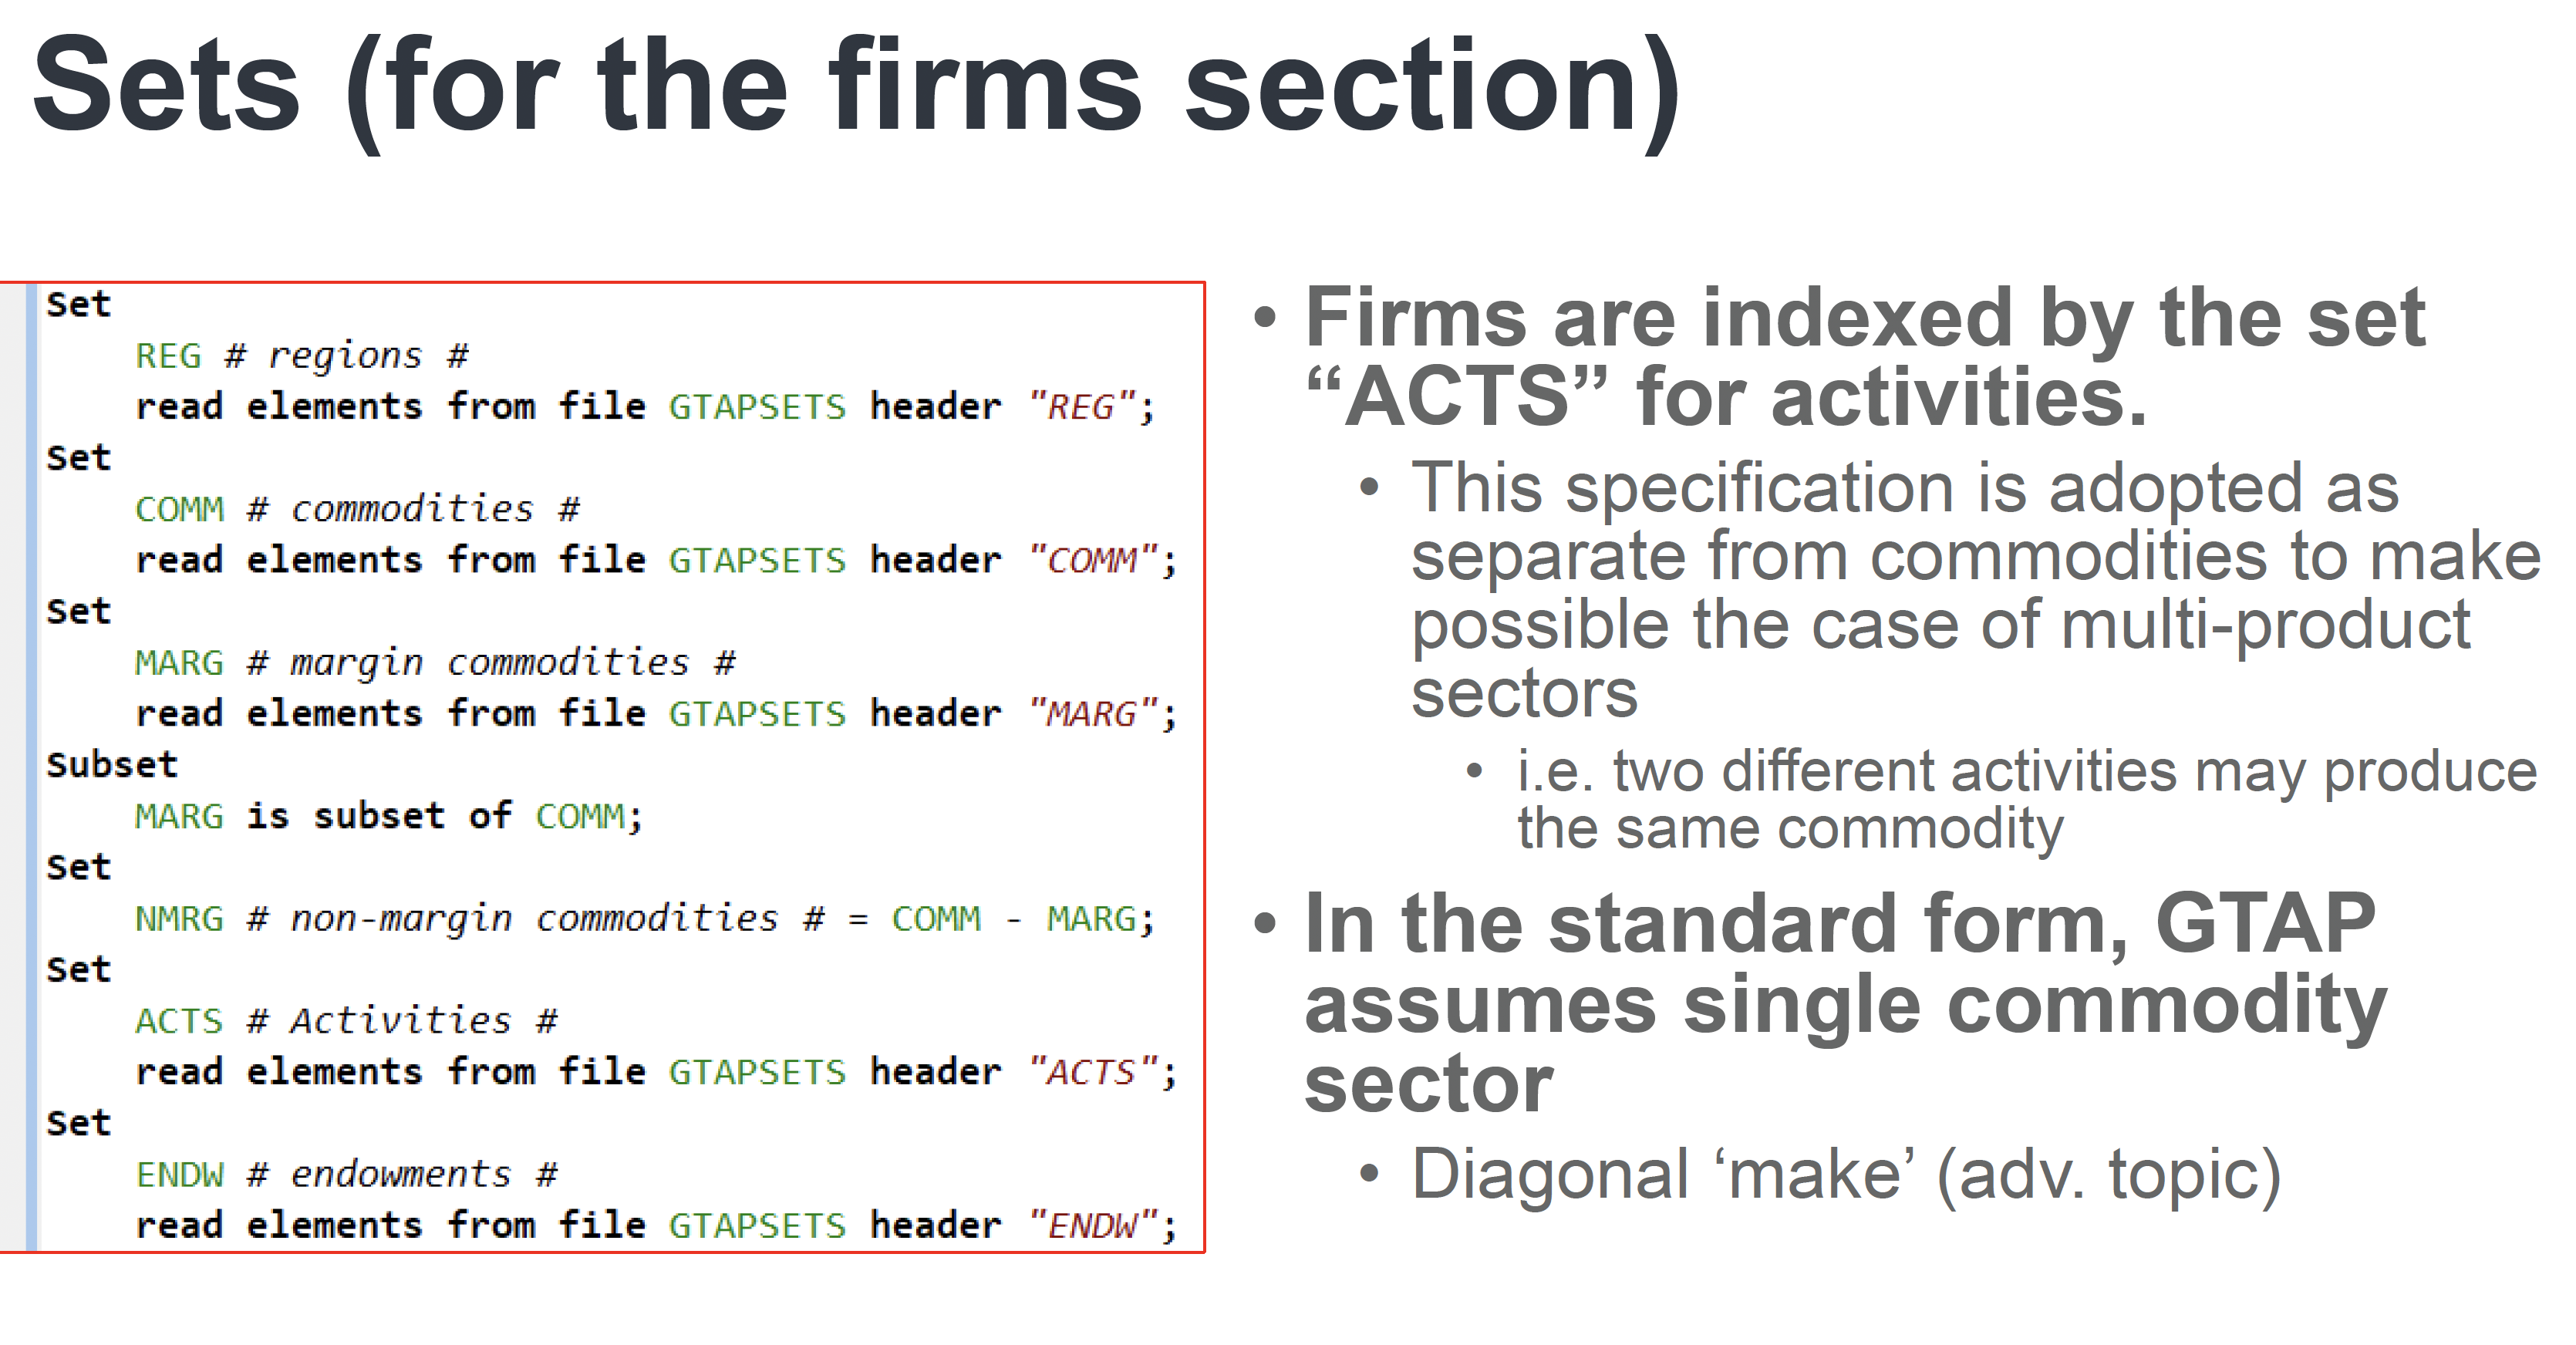 Sets (for the firms section)
Set
REG # regions #
read elements from file GTAPSETS header "REG";
Set
COMM # commodities #
read elements from file GTAPSETS header "COMM";
Set
MARG # margin commodities #
read elements from file GTAPSETS header "MARG";
Subset
MARG is subset of COMM;
Set
NMRG # non-margin commodities # = COMM - MARG;
Set
ACTS # Activities #
read elements from file GTAPSETS header "ACTS";
Set
ENDW # endowments #
read elements from file GTAPSETS header "ENDW";
• Firms are indexed by the set
“ACTS” for activities.
• This specification is adopted as
separate from commodities to make
possible the case of multi-product
sectors
• i.e. two different activities may produce
the same commodity
• In the standard form, GTAP
assumes single commodity
sector
• Diagonal ‘make’ (adv. topic)